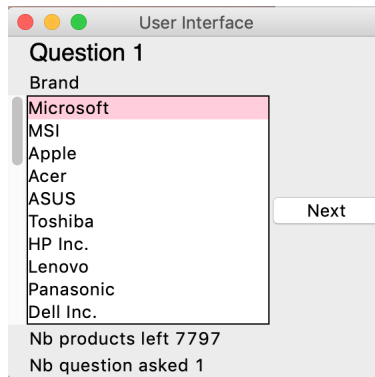 User Interface
Question 1
Brand
Microsoft
MSI
Apple
Acer
ASUS
Toshiba
HP Inc.
Lenovo
Panasonic
Dell Inc.
Next
Nb products left 7797
Nb question asked 1